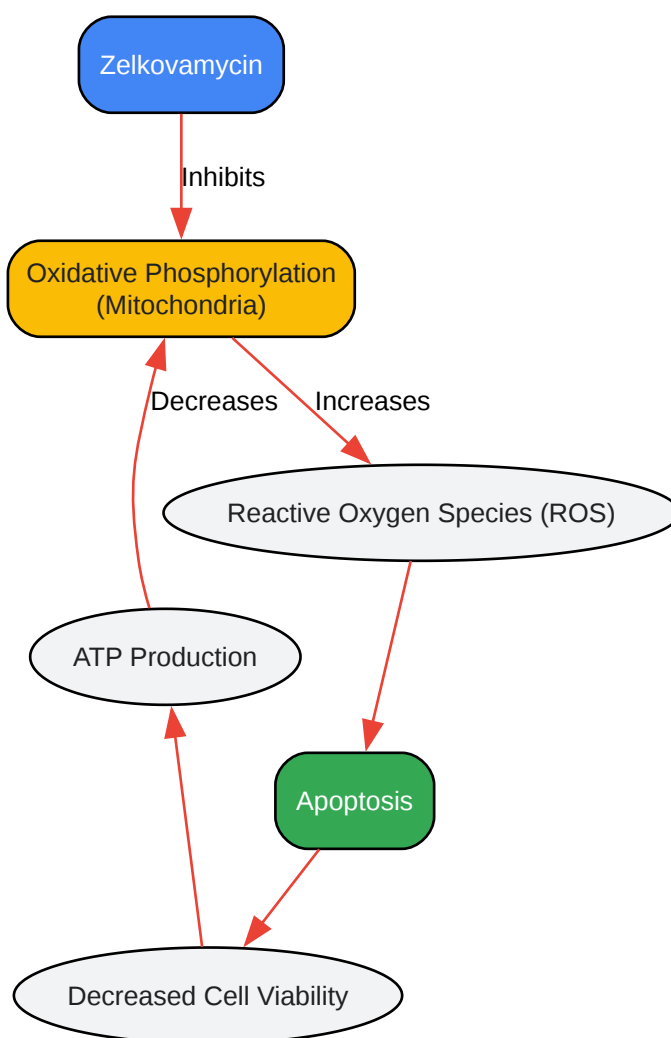 Zelkovamycin
Inhibits
Oxidative Phosphorylation
(Mitochondria)
Decreases
Increases
Reactive Oxygen Species (ROS)
ATP Production
Apoptosis
Decreased Cell Viability